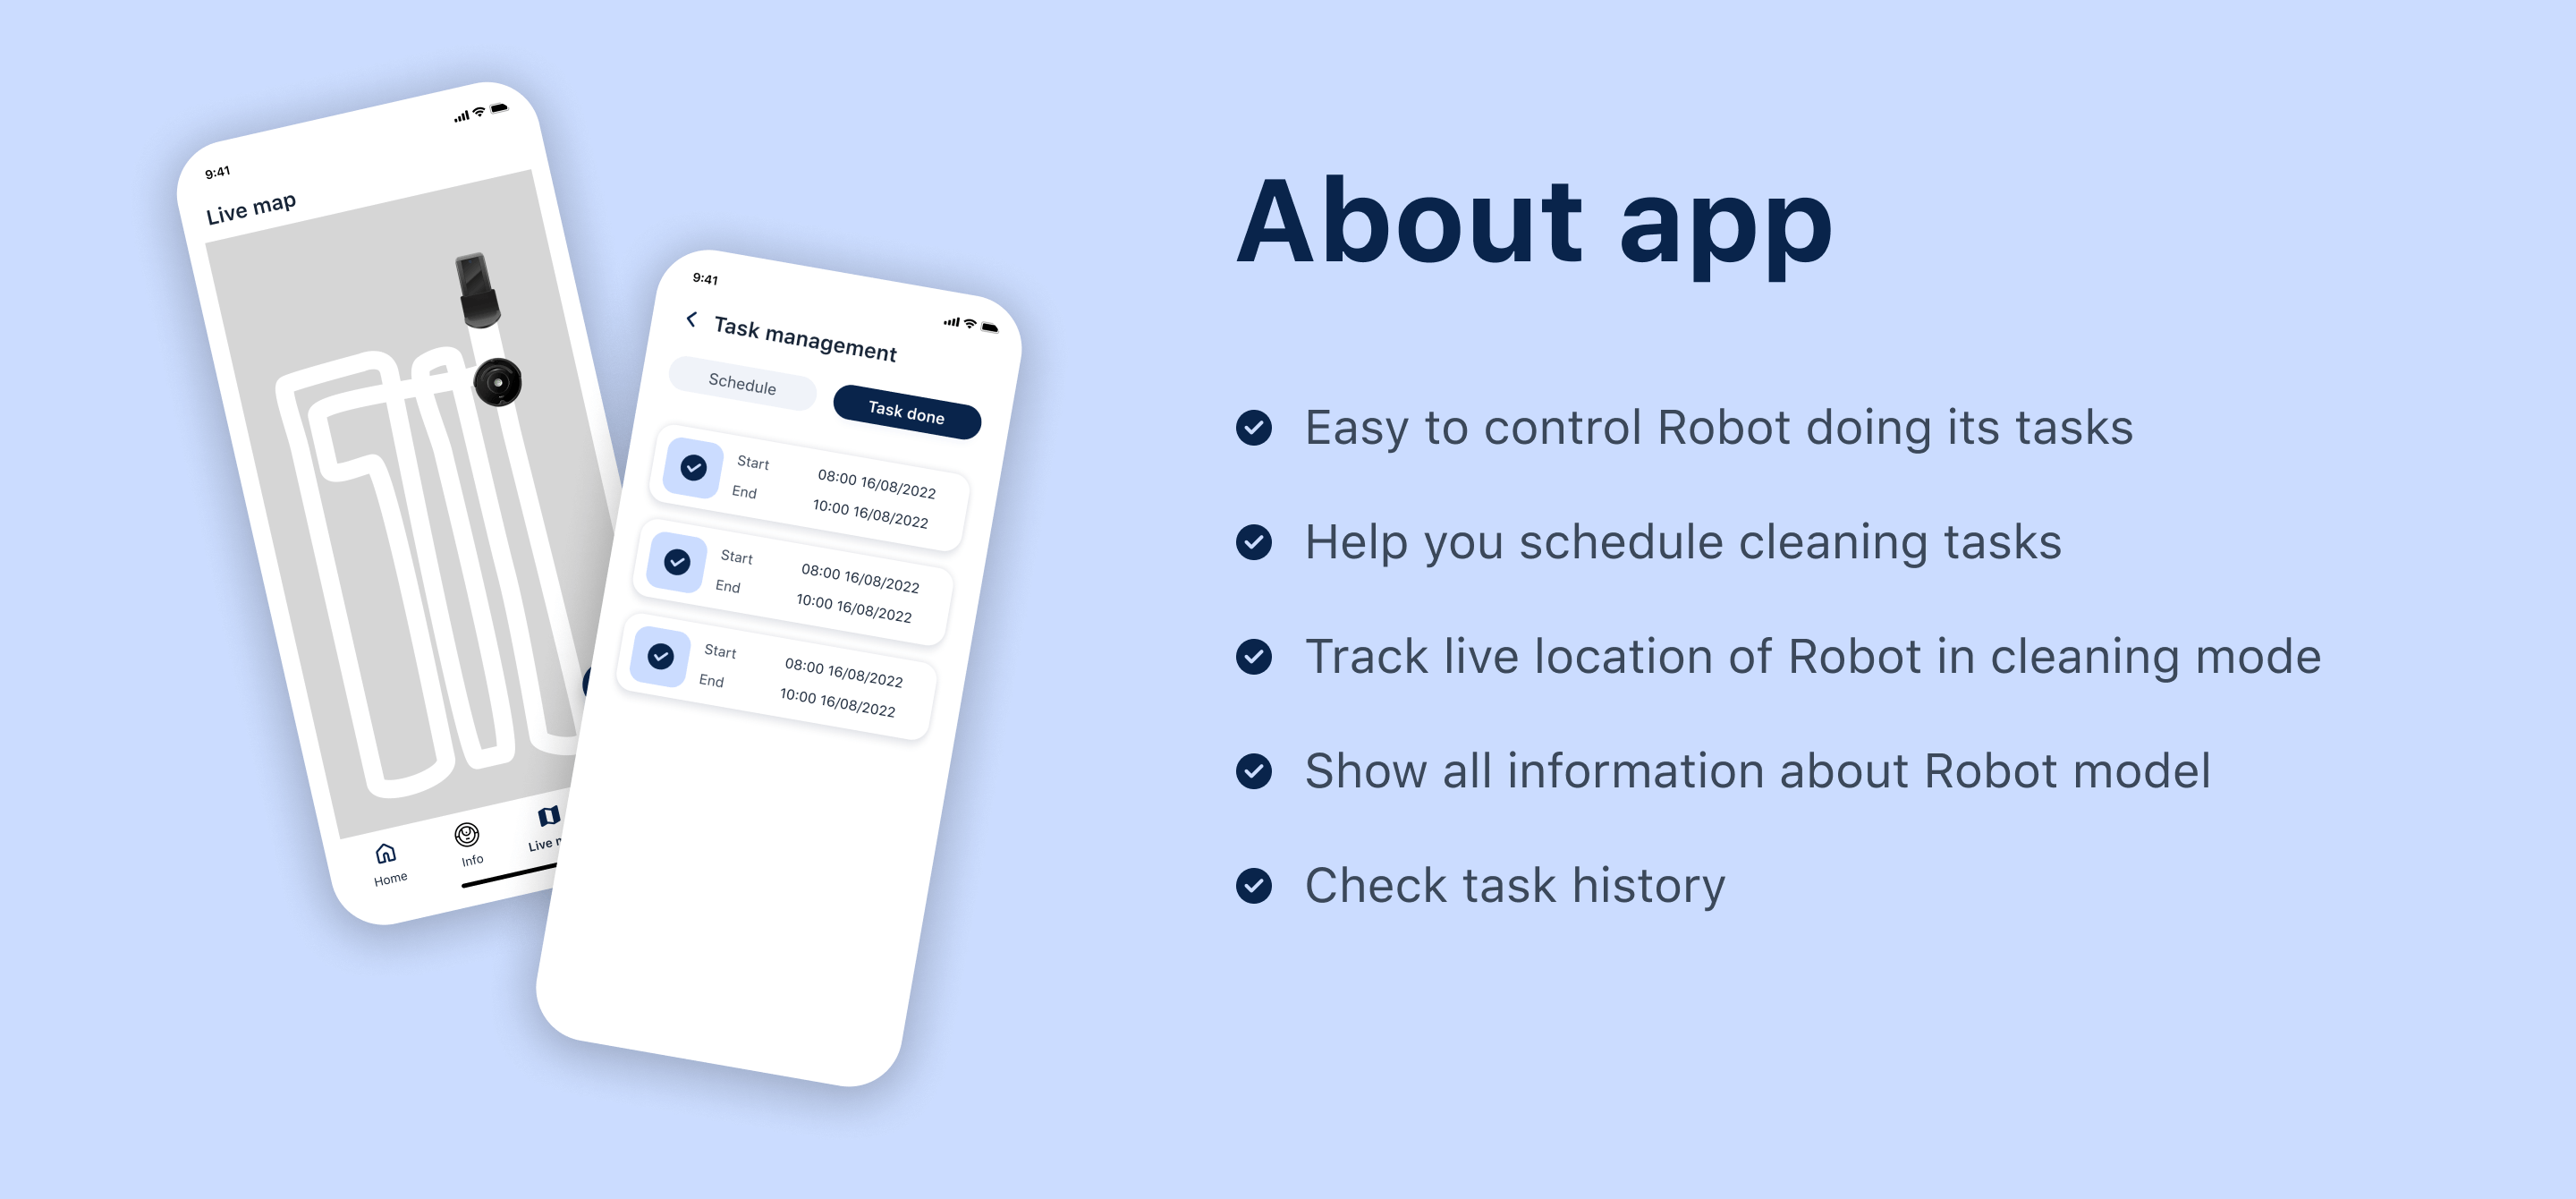 9:41
Live map
Home
Info
Live
9:41
Task management
Schedule
Task done
Start 08:00 16/08/2022
End 10:00 16/08/2022
Start 08:00 16/08/2022
End 10:00 16/08/2022
Start 08:00 16/08/2022
End 10:00 16/08/2022
About app
Easy to control Robot doing its tasks
Help you schedule cleaning tasks
Track live location of Robot in cleaning mode
Show all information about Robot model
Check task history